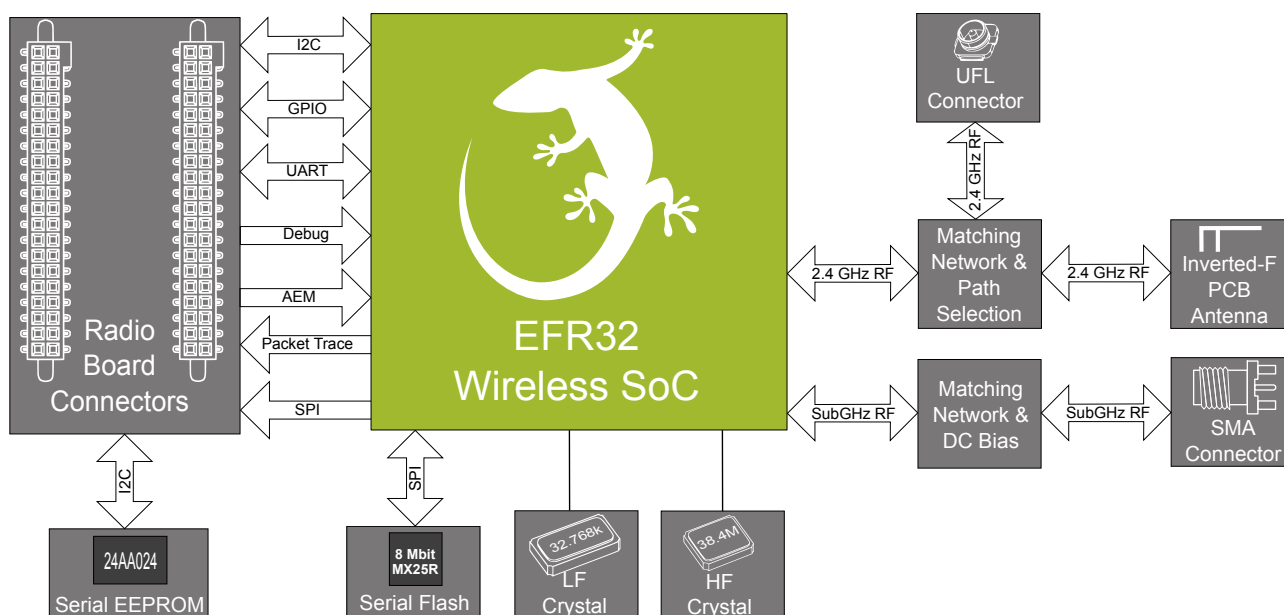 I2C
GPIO
UART
Debug
AEM
Packet Trace
SPI
Radio
Board
Connectors
EFR32
Wireless SoC
UFL
Connector
2.4 GHz RF
2.4 GHz RF
Matching
Network &
Path
Selection
2.4 GHz RF
Inverted-F
PCB
Antenna
SubGHz RF
Matching
Network &
DC Bias
SubGHz RF
SMA
Connector
I2C
SPI
24AA024
Serial EEPROM
8 Mbit
MX25R
Serial Flash
32.768k
LF
Crystal
38.4M
HF
Crystal